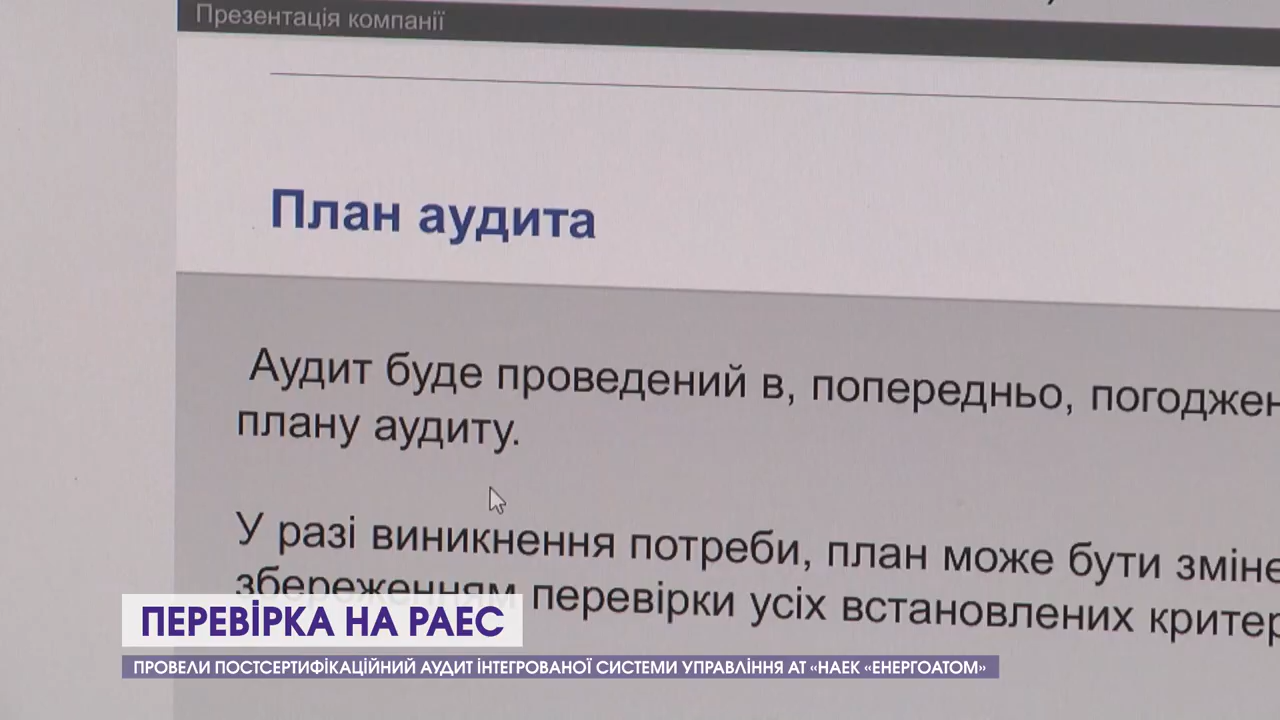 Презентація компанії
План аудита
Аудит буде проведений в, попередньо, погоджен
плану аудиту.
У разі виникнення потреби, план може бути зміне
збереженням перевірки усіх встановлених критер
ПЕРЕВІРКА НА РАЕС
ПРОВЕЛИ ПОСТСЕРТИФІКАЦІЙНИЙ АУДИТ ІНТЕГРОВАНОЇ СИСТЕМИ УПРАВЛІННЯ АТ «НАЕК «ЕНЕРГОАТОМ»